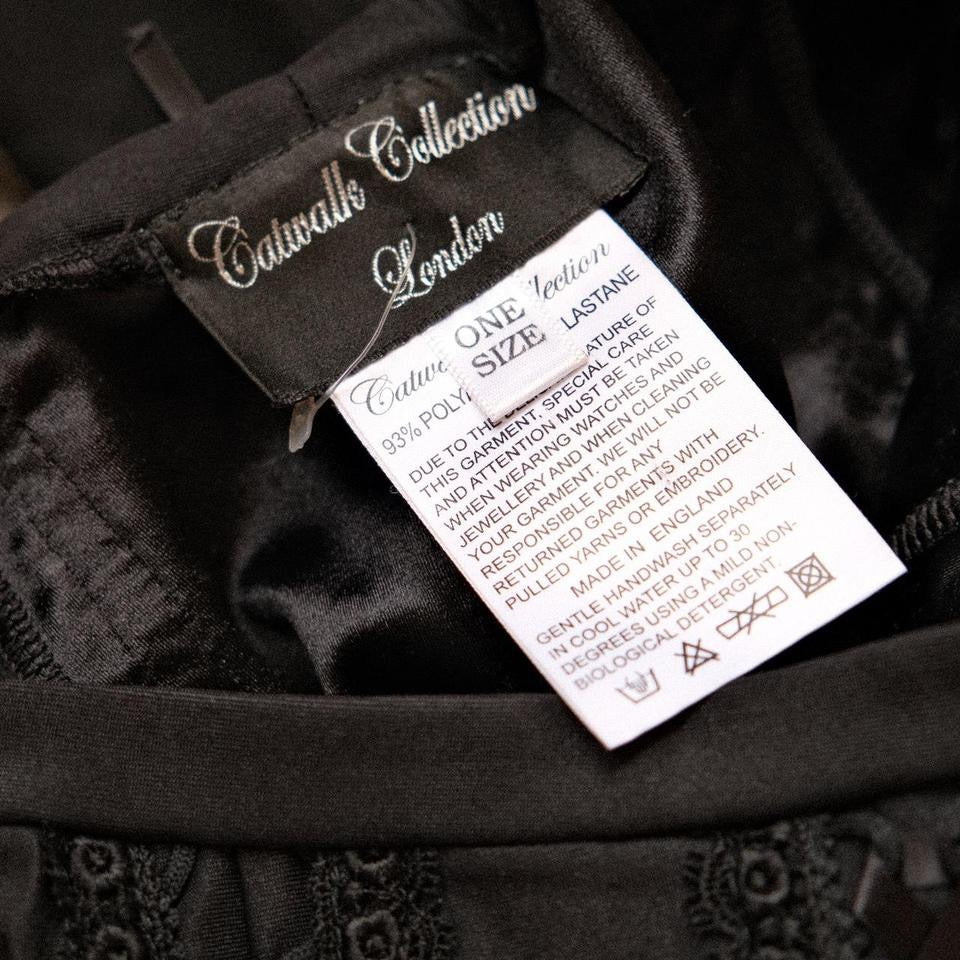 Catwalk Collection
London
ONE
SIZE
lection
93% LASTANE
DUE TO THE ATURE OF
THIS GARMENT, SPECIAL CARE
AND ATTENTION MUST BE TAKEN
WHEN WEARING WATCHES AND
JEWELLERY AND WHEN CLEANING
YOUR GARMENT. WE WILL NOT BE
RESPONSIBLE FOR ANY
RETURNED GARMENTS WITH
PULLED YARNS OR EMBROIDERY.
MADE IN ENGLAND
GENTLE HANDWASH SEPARATELY
IN COOL WATER UP TO 30
DEGREES USING A MILD NON-
BIOLOGICAL DETERGENT.